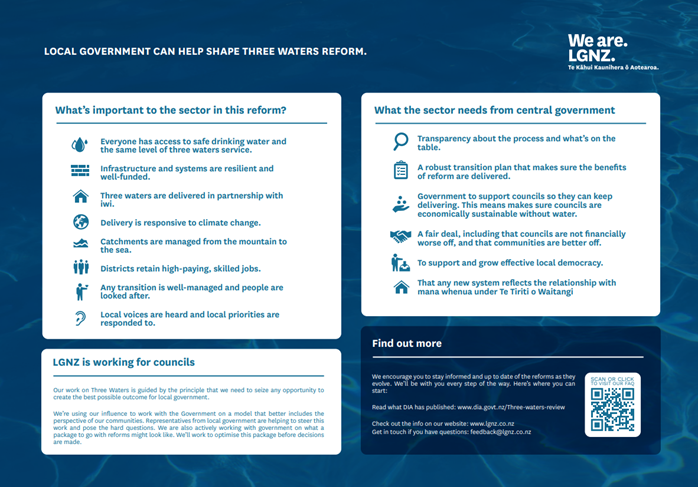 LOCAL GOVERNMENT CAN HELP SHAPE THREE WATERS REFORM.
We are.
LGNZ.
Te Kāhui Kaunihera ō Aotearoa.
What's important to the sector in this reform?
Everyone has access to safe drinking water and
the same level of three waters service.
Infrastructure and systems are resilient and
well-funded.
Three waters are delivered in partnership with
iwi.
Delivery is responsive to climate change.
Catchments are managed from the mountain to
the sea.
Districts retain high-paying, skilled jobs.
Any transition is well-managed and people are
looked after.
Local voices are heard and local priorities are
responded to.
LGNZ is working for councils
Our work on Three Waters is guided by the principle that we need to seize any opportunity to
create the best possible outcome for local government.
We're using our influence to work with the Government on a model that better includes the
perspective of our communities. Representatives from local government are helping to steer this
work and pose the hard questions. We are also actively working with government on what a
package to go with reforms might look like. We'll work to optimise this package before decisions
are made.
What the sector needs from central government
Transparency about the process and what's on the
table.
A robust transition plan that makes sure the benefits
of reform are delivered.
Government to support councils so they can keep
delivering. This means makes sure councils are
economically sustainable without water.
A fair deal, including that councils are not financially
worse off, and that communities are better off.
To support and grow effective local democracy.
That any new system reflects the relationship with
mana whenua under Te Tiriti o Waitangi
Find out more
We encourage you to stay informed and up to date of the reforms as they
evolve. We'll be with you every step of the way. Here's where you can
start:
Read what DIA has published: www.dia.govt.nz/Three-waters-review
Check out the info on our website: www.lgnz.co.nz
Get in touch if you have questions: feedback@lgnz.co.nz
SCAN OR CLICK
TO VISIT OUR FAQ